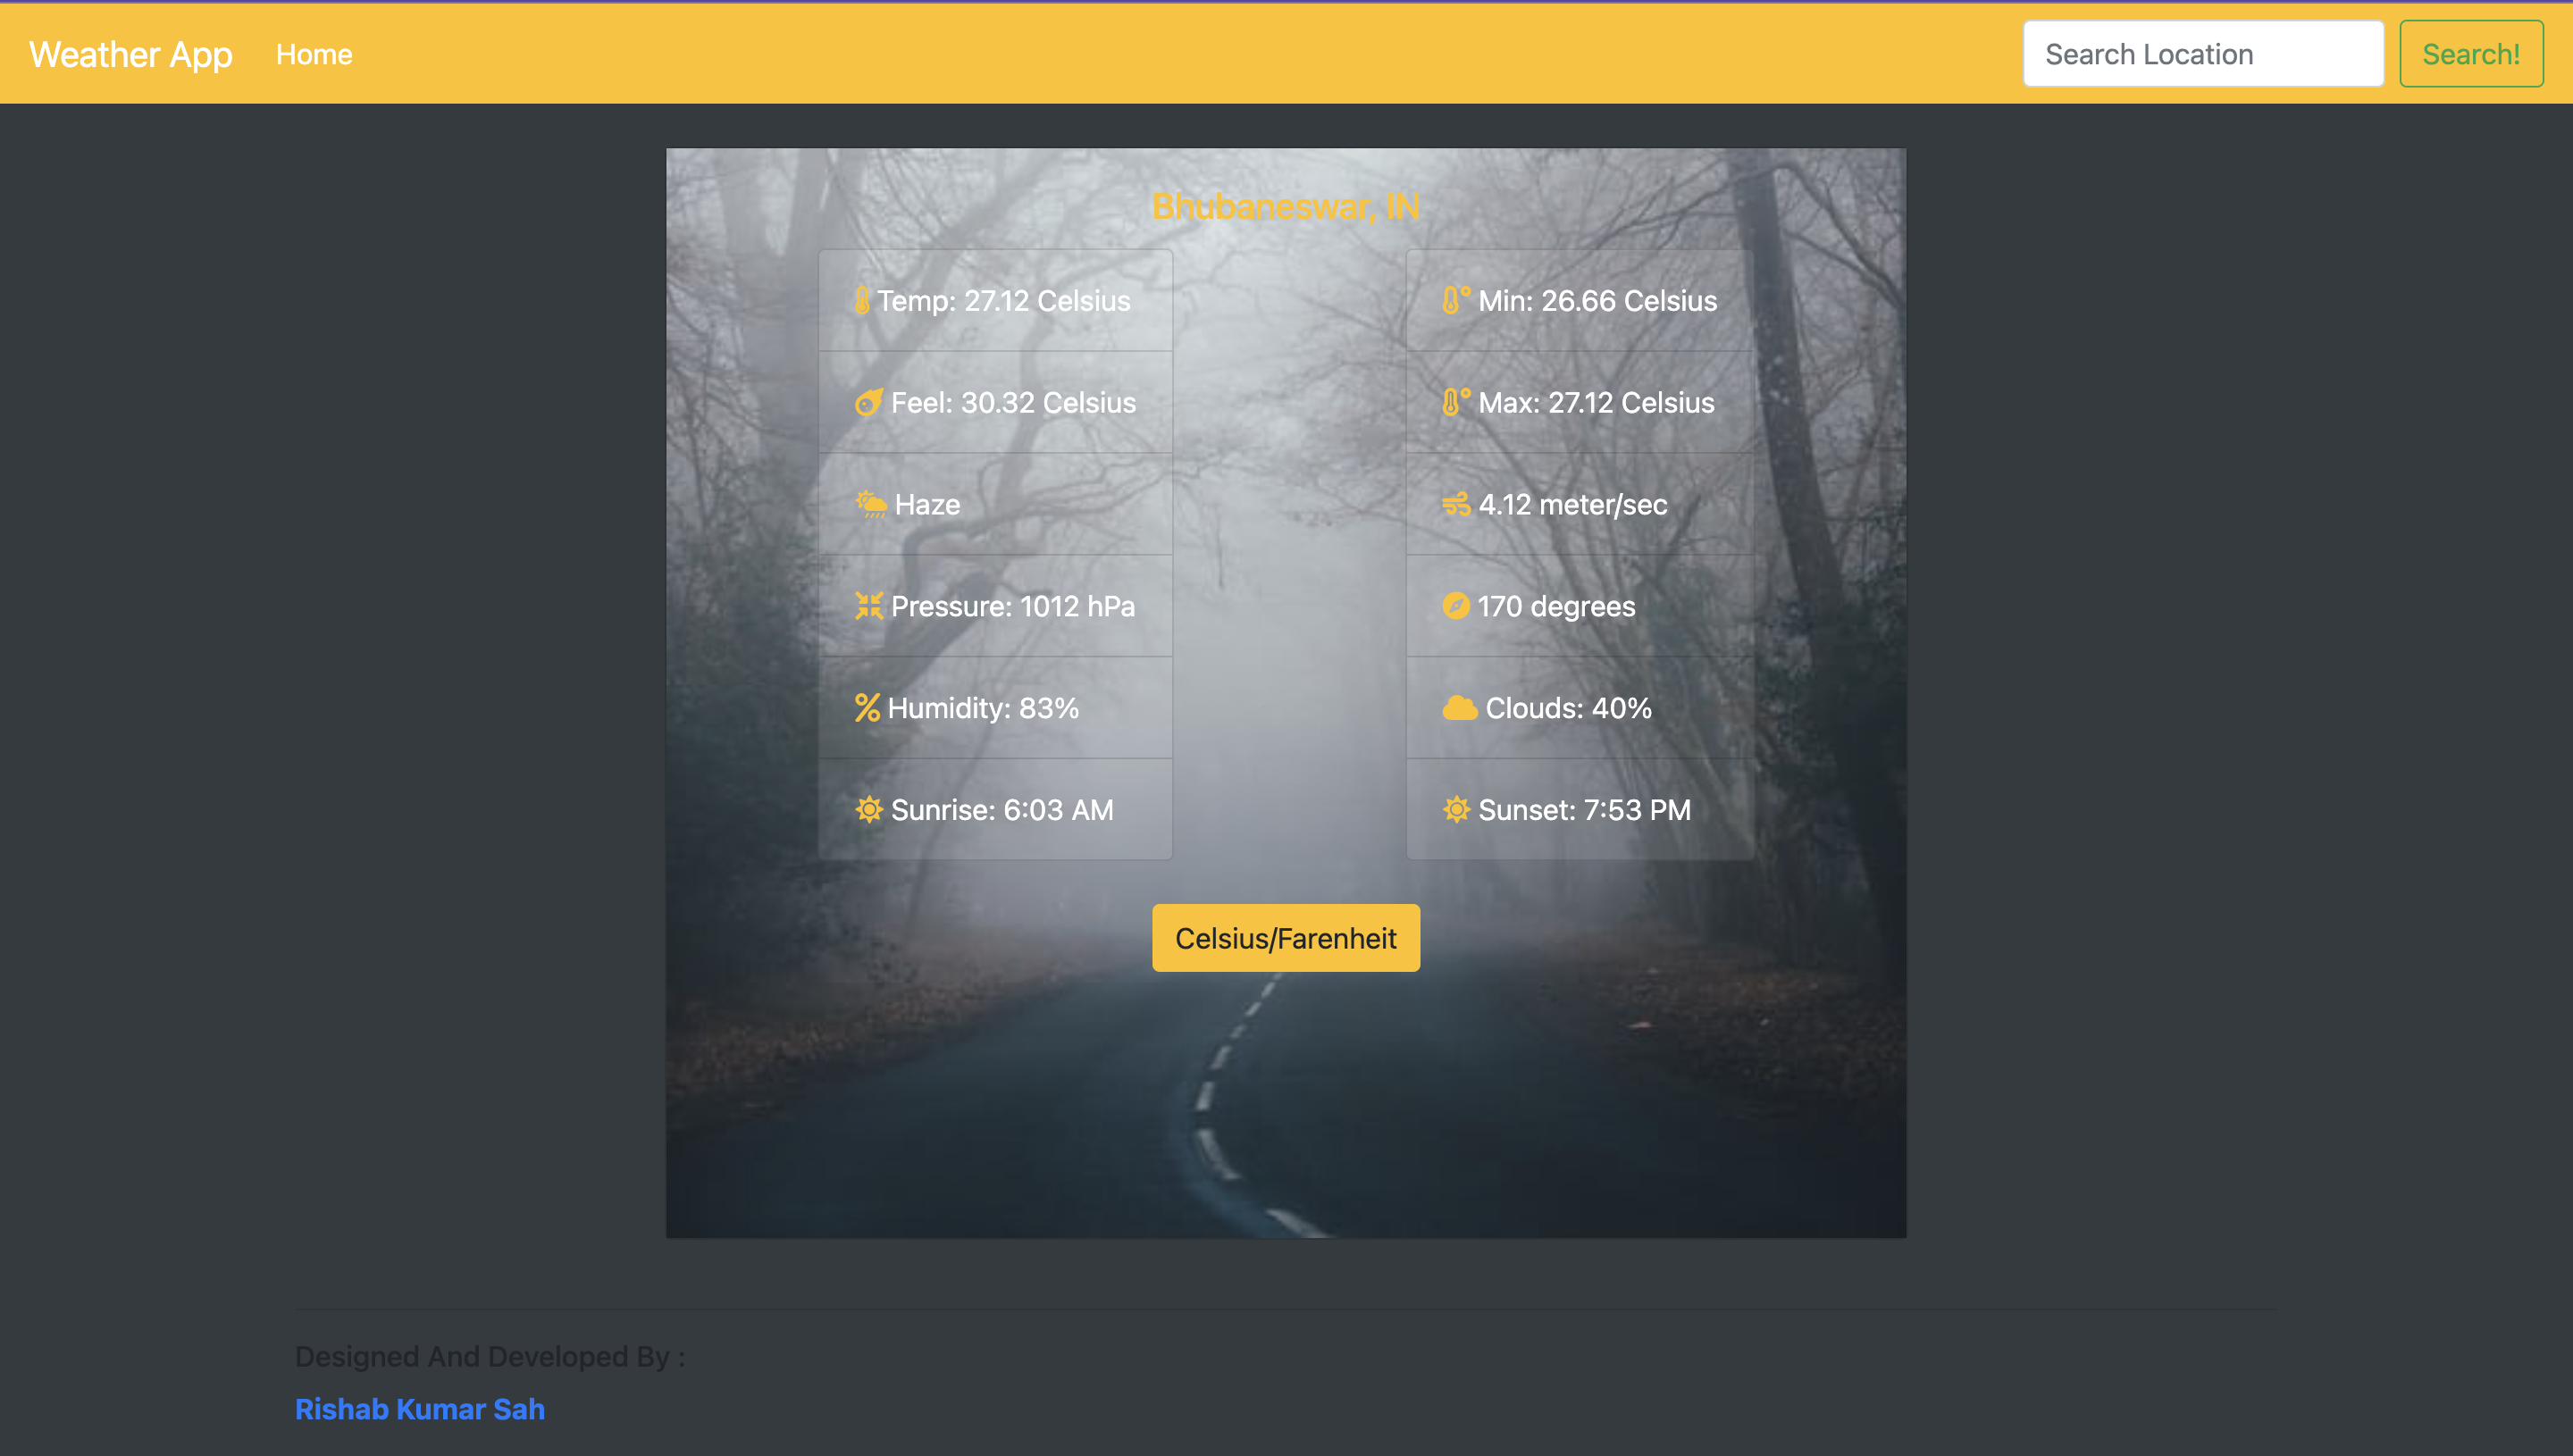 Weather App Home Search Location Search!
Bhubaneswar, IN
Temp: 27.12 Celsius
Feel: 30.32 Celsius
Haze
Pressure: 1012 hPa
Humidity: 83%
Sunrise: 6:03 AM
Min: 26.66 Celsius
Max: 27.12 Celsius
4.12 meter/sec
170 degrees
Clouds: 40%
Sunset: 7:53 PM
Celsius/Farenheit
Designed And Developed By :
Rishab Kumar Sah